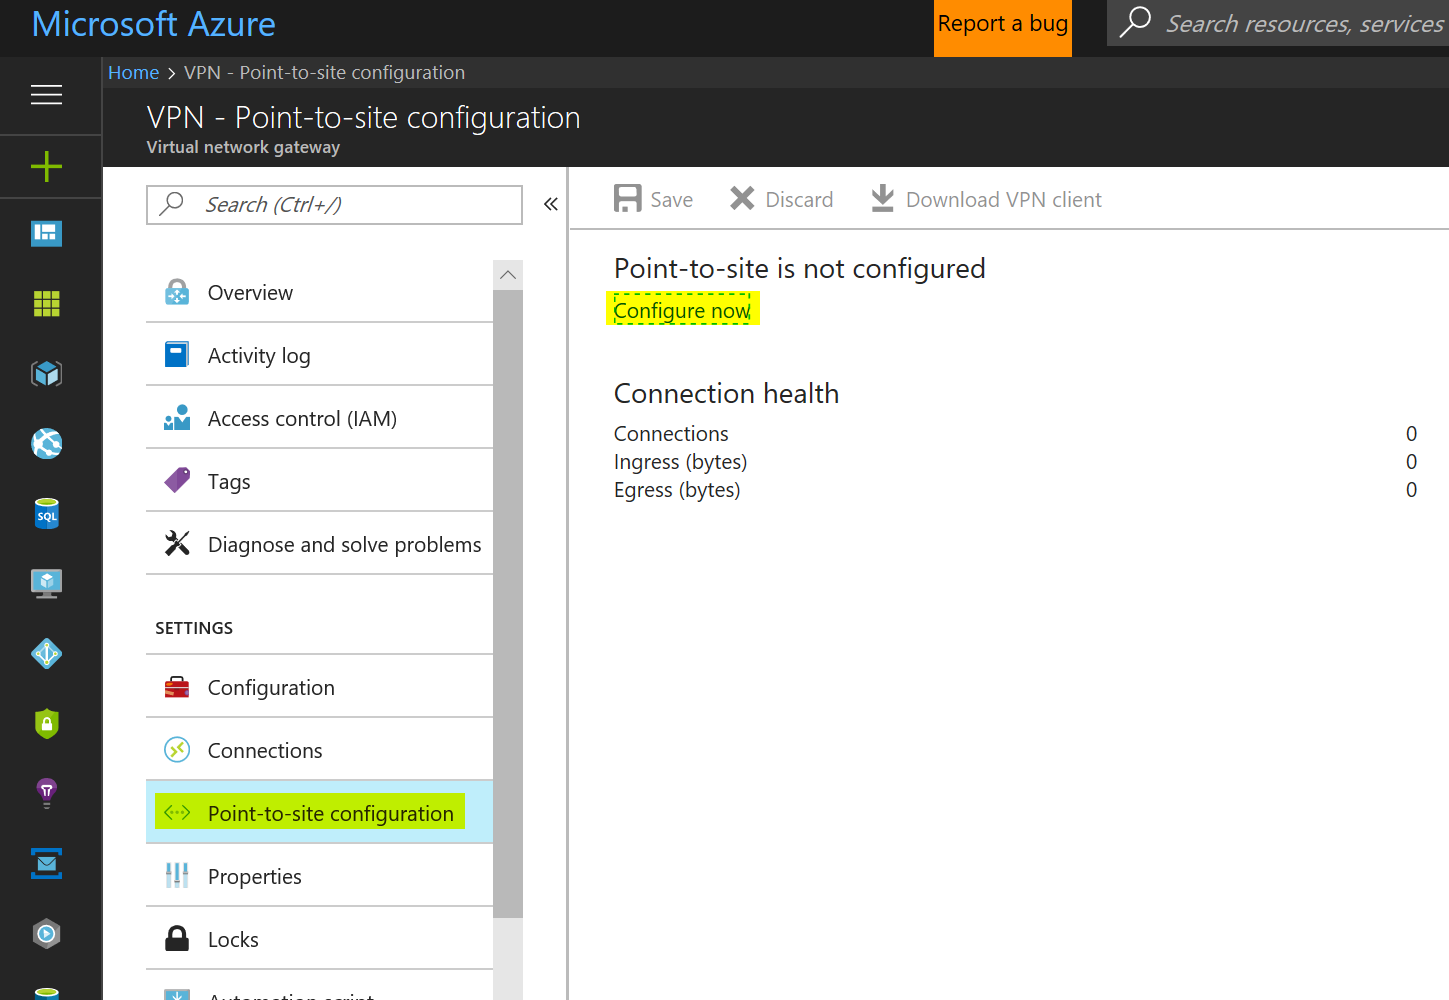 Microsoft Azure
Report a bug
Search resources, services
Home > VPN - Point-to-site configuration
VPN - Point-to-site configuration
Virtual network gateway
Search (Ctrl+/)
«
Overview
Activity log
Access control (IAM)
Tags
Diagnose and solve problems
SETTINGS
Configuration
Connections
Point-to-site configuration
Properties
Locks
Automation script
Save
Discard
Download VPN client
Point-to-site is not configured
Configure now
Connection health
Connections 0
Ingress (bytes) 0
Egress (bytes) 0
SQL